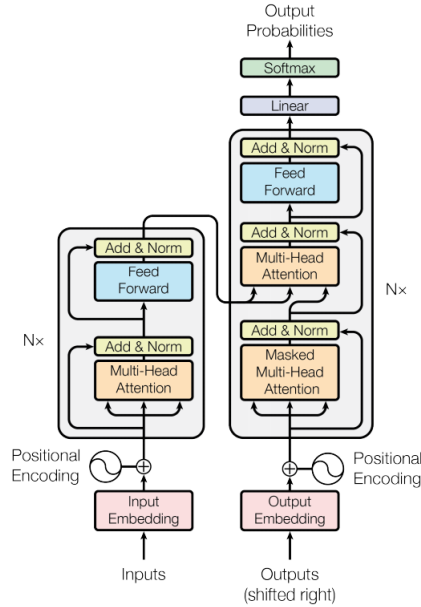 Output
Probabilities
Softmax
Linear
Add & Norm
Feed
Forward
Add & Norm
Multi-Head
Attention
Nx
Add & Norm
Masked
Multi-Head
Attention
Add & Norm
Feed
Forward
Nx
Add & Norm
Multi-Head
Attention
Positional
Encoding
Positional
Encoding
Input
Embedding
Output
Embedding
Inputs
Outputs
(shifted right)